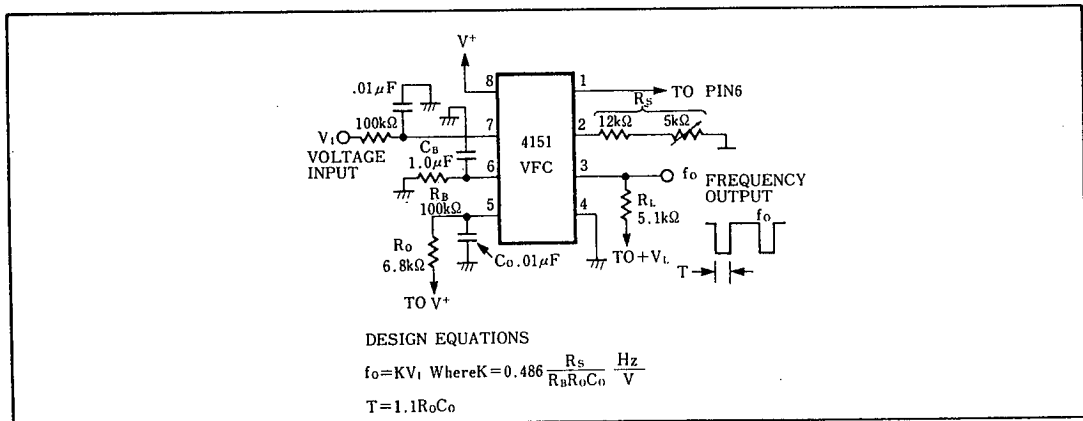 V+
8
1
TO PIN6
.01μF
RS
12kΩ
5kΩ
100kΩ
7
2
V1
VOLTAGE
INPUT
CB
1.0μF
4151
VFC
6
3
fo
FREQUENCY
OUTPUT
RB
100kΩ
5
4
RL
5.1kΩ
fo
RO
6.8kΩ
CO.01μF
TO+VL
T
TO V+
DESIGN EQUATIONS
fo=KV1 WhereK=0.486 RS/RBROCO Hz/V
T=1.1ROCO